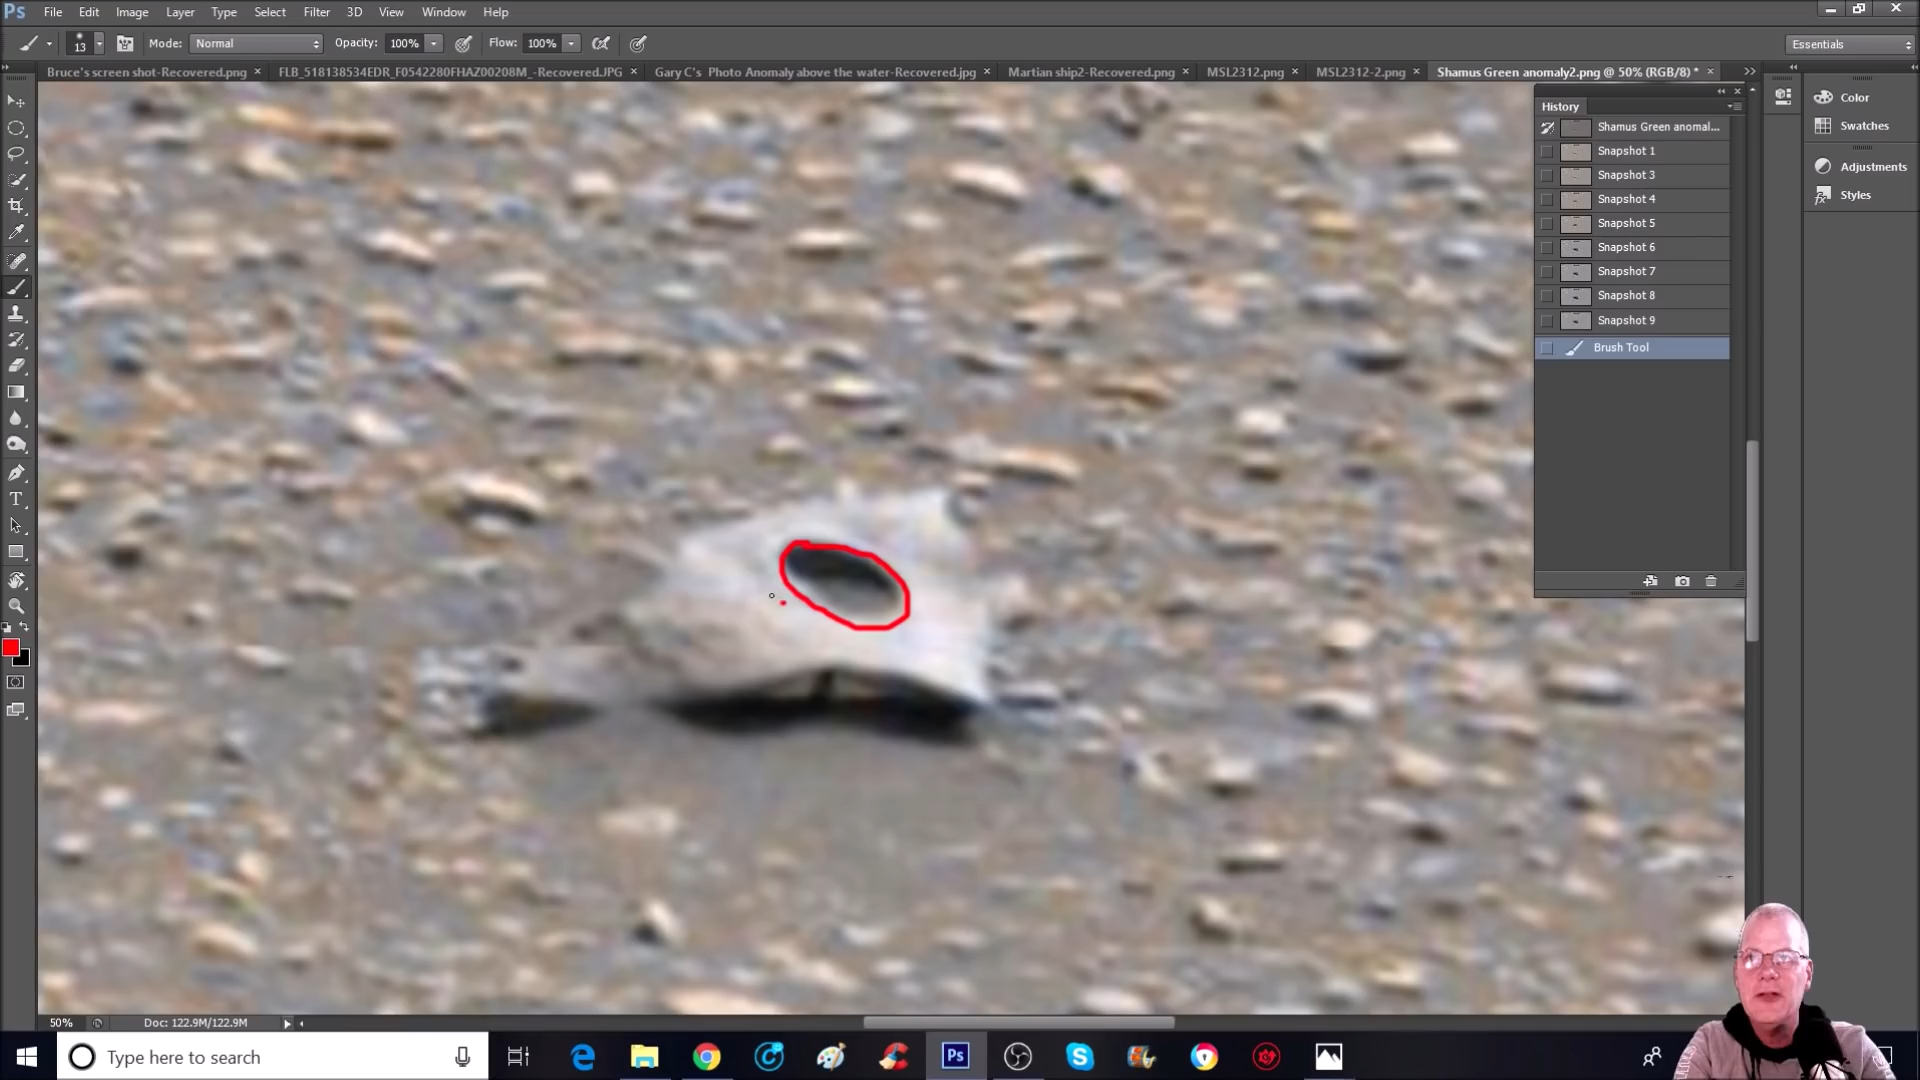 Ps File Edit Image Layer Type Select Filter 3D View Window Help
13 Mode: Normal Opacity: 100% Flow: 100% Essentials
Bruce's screen shot-Recovered.png × FLB_518138534EDR_F0542280FHAZ00208M_-Recovered.JPG × Gary C's Photo Anomaly above the water-Recovered.jpg × Martian ship2-Recovered.png × MSL2312.png × MSL2312-2.png × Shamus Green anomaly2.png @ 50% (RGB/8) * ×
History
Shamus Green anomal...
Snapshot 1
Snapshot 3
Snapshot 4
Snapshot 5
Snapshot 6
Snapshot 7
Snapshot 8
Snapshot 9
Brush Tool
Color
Swatches
Adjustments
Styles
50% Doc: 122.9M/122.9M
Type here to search
Ps